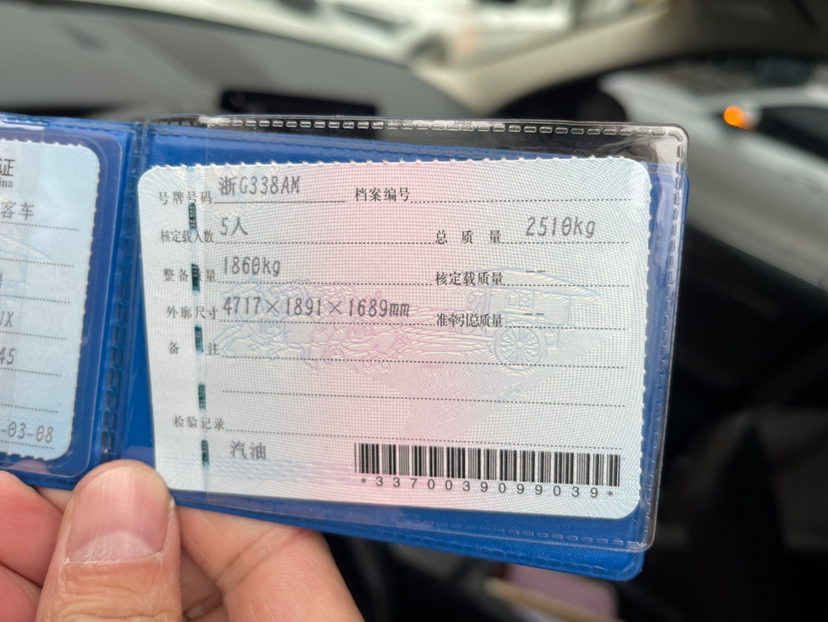 证
ina
客车
UX
45
-03-08
号牌号码 浙G338AM 档案编号
核定载人数 5人 总质量 2510kg
整备质量 1860kg 核定载质量 --
外廓尺寸 4717×1891×1689mm 准牵引总质量 --
备注
检验记录
汽油
*3370039099039*